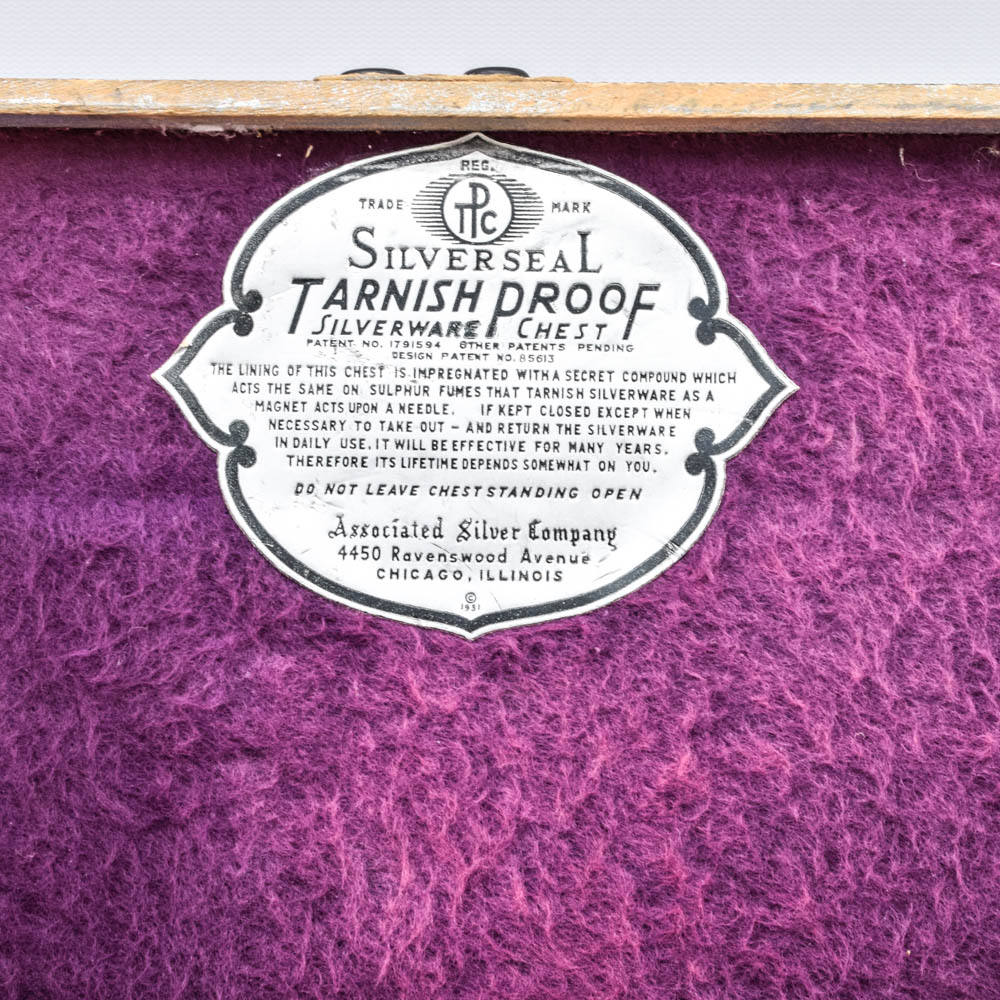 REG.
TRADE TPC MARK
SILVERSEAL
TARNISH PROOF
SILVERWARE CHEST
PATENT NO. 1791594 OTHER PATENTS PENDING
DESIGN PATENT NO. 85613
THE LINING OF THIS CHEST IS IMPREGNATED WITH A SECRET COMPOUND WHICH
ACTS THE SAME ON SULPHUR FUMES THAT TARNISH SILVERWARE AS A
MAGNET ACTS UPON A NEEDLE. IF KEPT CLOSED EXCEPT WHEN
NECESSARY TO TAKE OUT – AND RETURN THE SILVERWARE
IN DAILY USE, IT WILL BE EFFECTIVE FOR MANY YEARS.
THEREFORE ITS LIFETIME DEPENDS SOMEWHAT ON YOU.
DO NOT LEAVE CHEST STANDING OPEN
Associated Silver Company
4450 Ravenswood Avenue
CHICAGO, ILLINOIS
©
1931